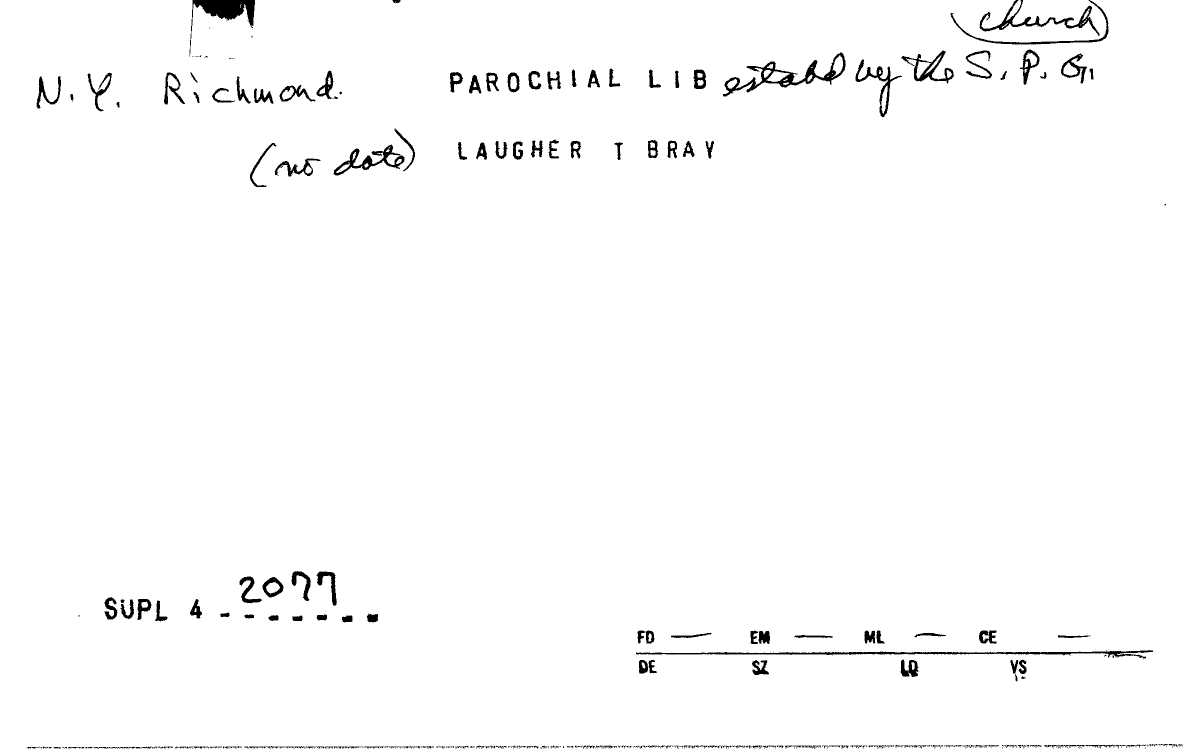 church
N.Y. Richmond. PAROCHIAL LIB estabd by the S. P. G.
(no date) LAUGHER T BRAY
SUPL 4 - - - - - - - 2077
FD — EM — ML — CE —
DE SZ LQ VS